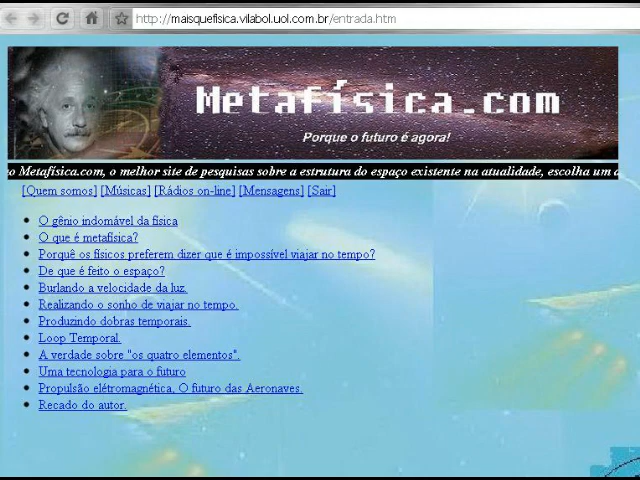 http://maisquefisica.vilabol.uol.com.br/entrada.htm
Metafísica.com
Porque o futuro é agora!
Metafísica.com, o melhor site de pesquisas sobre a estrutura do espaço existente na atualidade, escolha um
[Quem somos] [Músicas] [Rádios on-line] [Mensagens] [Sair]
O gênio indomável da física
O que é metafísica?
Porquê os físicos preferem dizer que é impossível viajar no tempo?
De que é feito o espaço?
Burlando a velocidade da luz.
Realizando o sonho de viajar no tempo.
Produzindo dobras temporais.
Loop Temporal.
A verdade sobre "os quatro elementos".
Uma tecnologia para o futuro
Propulsão elétromagnética, O futuro das Aeronaves.
Recado do autor.